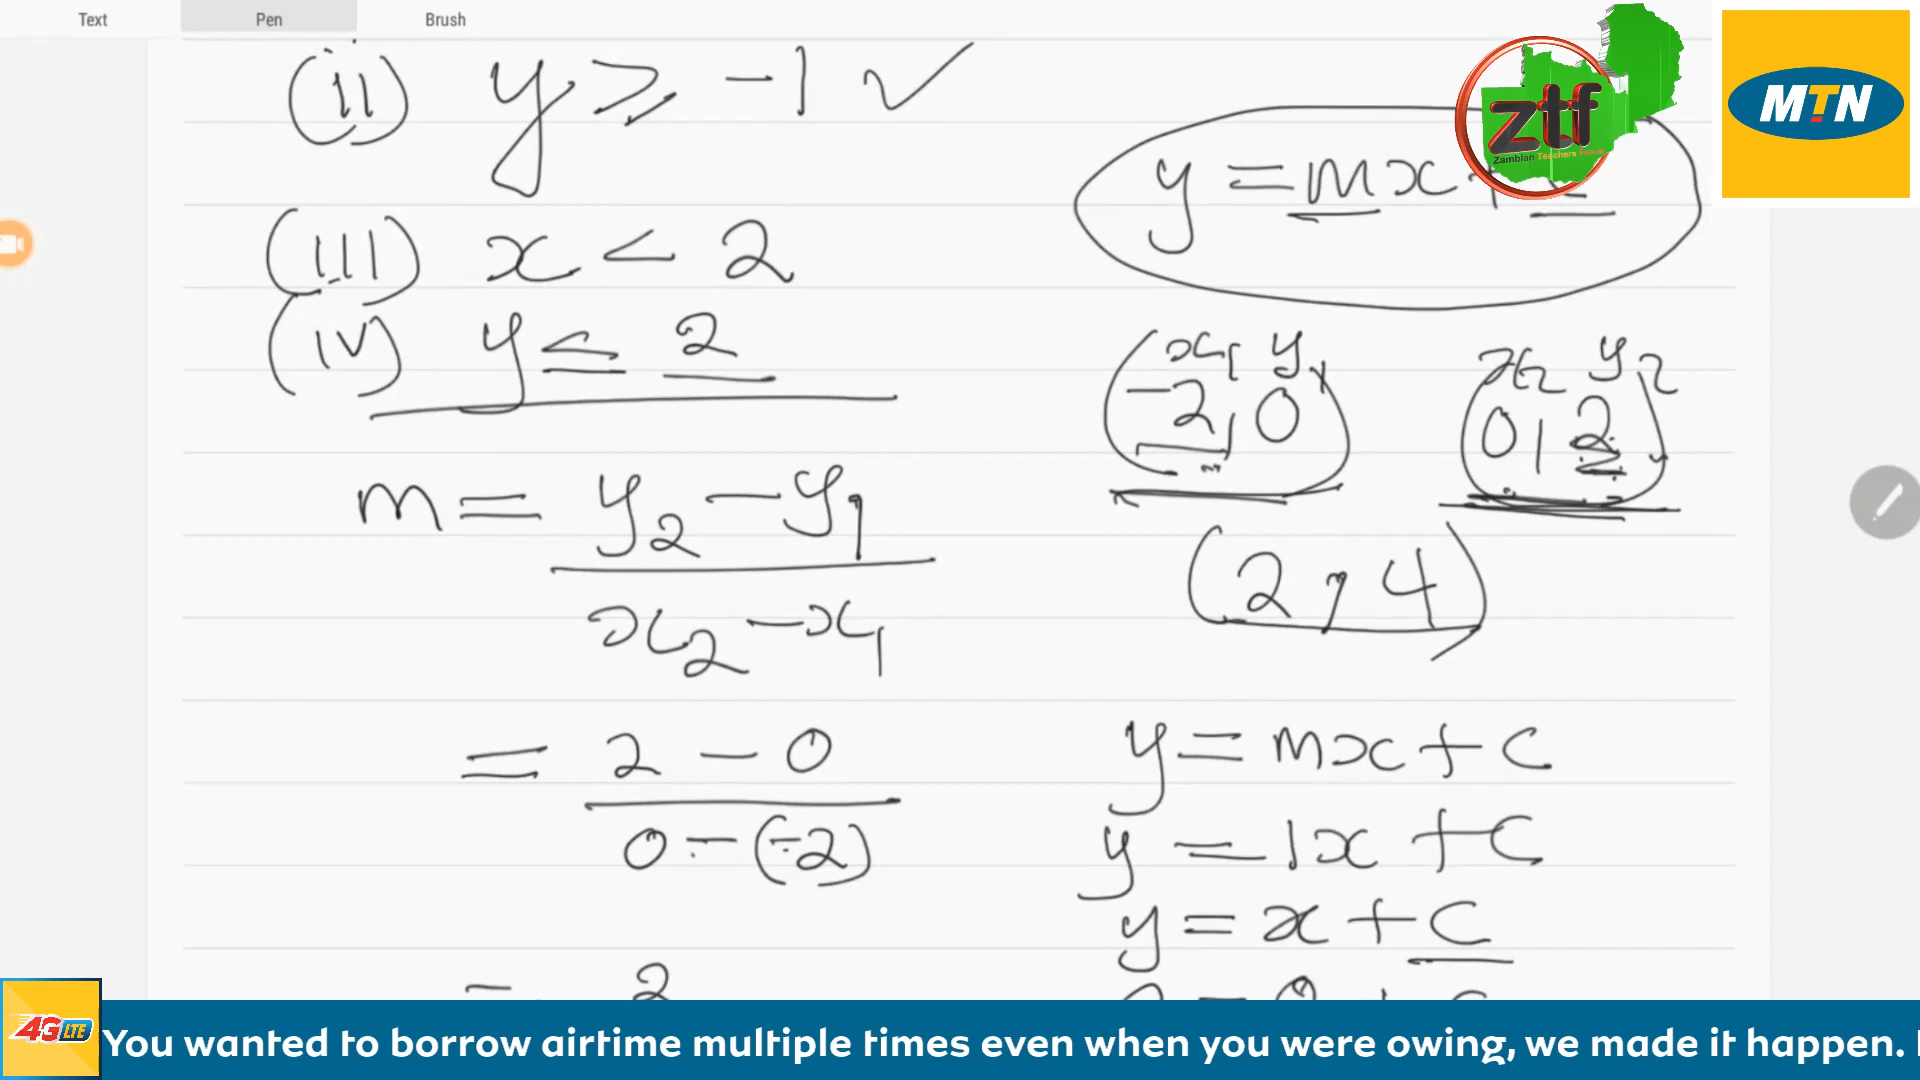 Text Pen Brush
(ii) y ≥ -1 ✓
y = mx +
ztf
Zambian Teachers Forum
MTN
(iii) x < 2
(iv) y ≤ 2
x₁ y₁
(-2, 0)
x₂ y₂
(0, 2)
(2, 4)
m = y₂ - y₁
x₂ - x₁
= 2 - 0
0 - (-2)
= 2
y = mx + c
y = 1x + c
y = x + c
4G LTE
You wanted to borrow airtime multiple times even when you were owing, we made it happen.